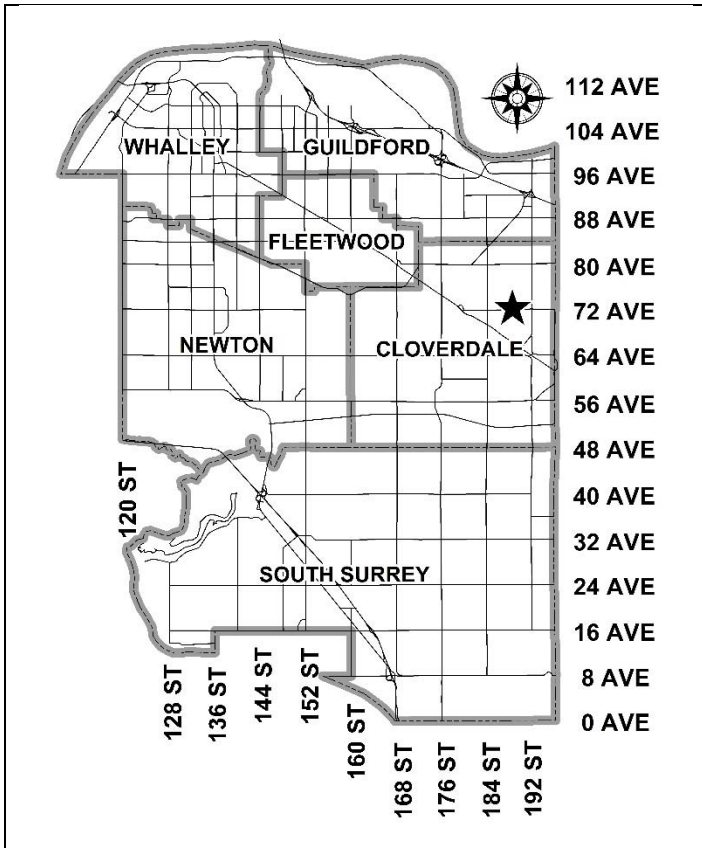 112 AVE
104 AVE
WHALLEY
GUILDFORD
96 AVE
88 AVE
FLEETWOOD
80 AVE
72 AVE
NEWTON
CLOVERDALE
64 AVE
56 AVE
48 AVE
120 ST
40 AVE
32 AVE
SOUTH SURREY
24 AVE
16 AVE
8 AVE
0 AVE
128 ST
136 ST
144 ST
152 ST
160 ST
168 ST
176 ST
184 ST
192 ST